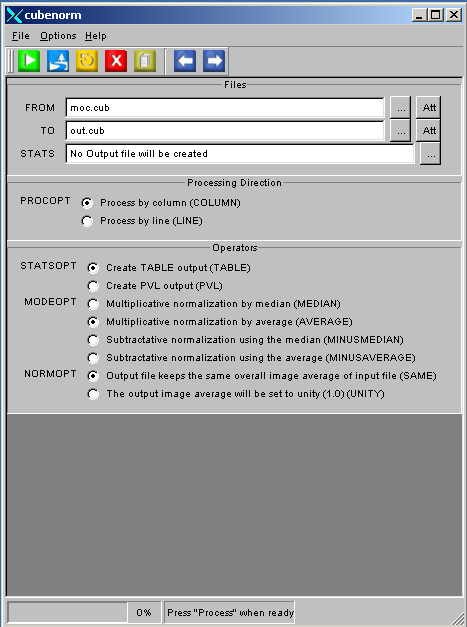 cubenorm
File Options Help
Files
FROM moc.cub ... Att
TO out.cub ... Att
STATS No Output file will be created ...
Processing Direction
PROCOPT Process by column (COLUMN)
Process by line (LINE)
Operators
STATSOPT Create TABLE output (TABLE)
Create PVL output (PVL)
MODEOPT Multiplicative normalization by median (MEDIAN)
Multiplicative normalization by average (AVERAGE)
Subtractative normalization using the median (MINUSMEDIAN)
Subtractative normalization using the average (MINUSAVERAGE)
NORMOPT Output file keeps the same overall image average of input file (SAME)
The output image average will be set to unity (1.0) (UNITY)
0% Press "Process" when ready